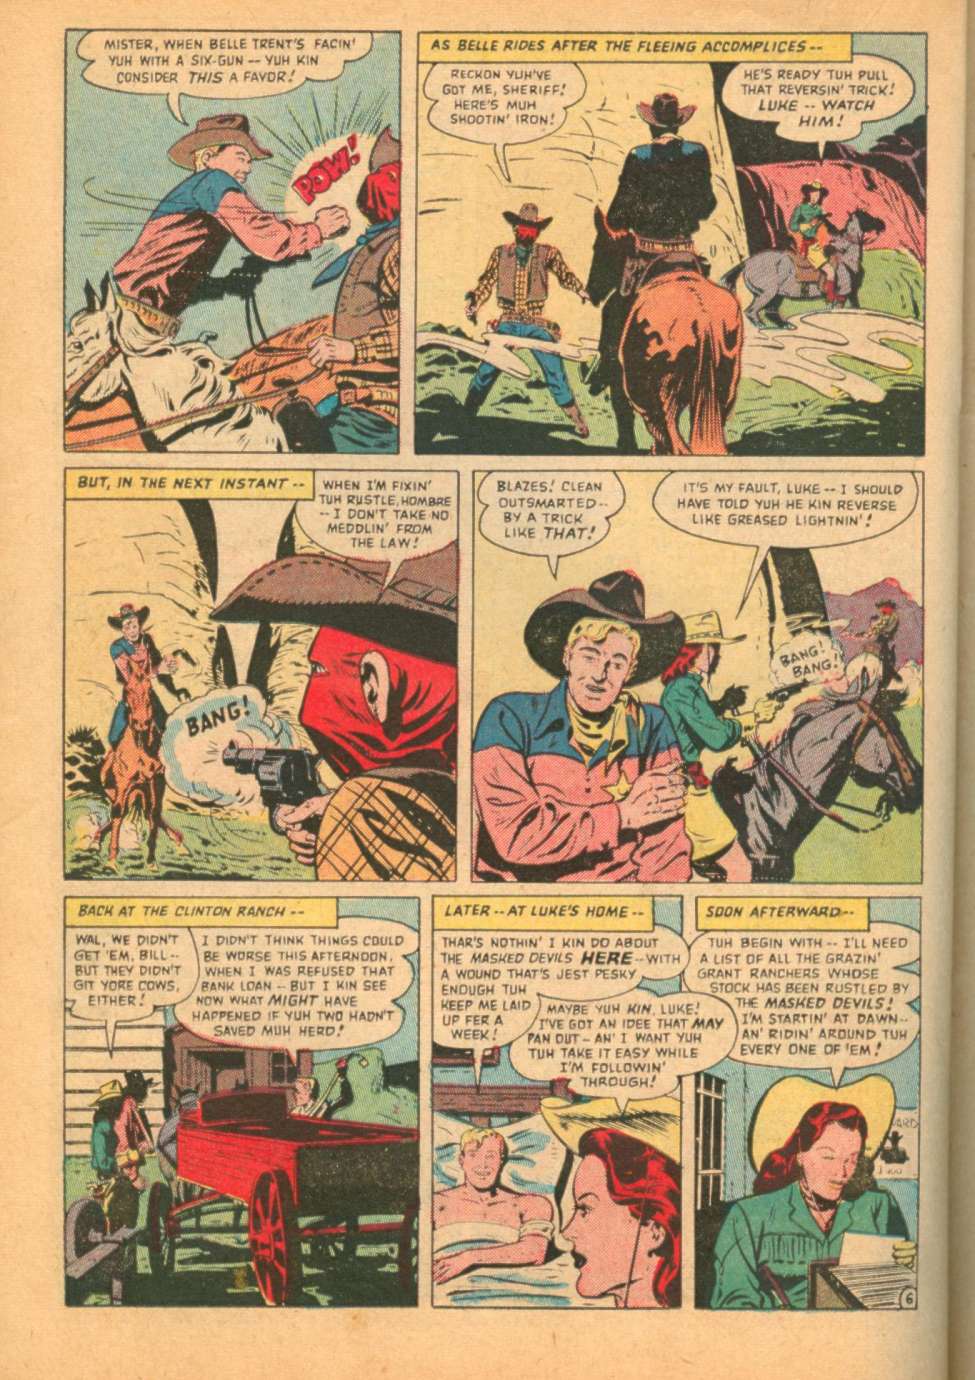 MISTER, WHEN BELLE TRENT'S FACIN'
YUH WITH A SIX-GUN -- YUH KIN
CONSIDER THIS A FAVOR!
POW!
AS BELLE RIDES AFTER THE FLEEING ACCOMPLICES --
RECKON YUH'VE
GOT ME, SHERIFF!
HERE'S MUH
SHOOTIN' IRON!
HE'S READY TUH PULL
THAT REVERSIN' TRICK!
LUKE -- WATCH
HIM!
BUT, IN THE NEXT INSTANT --
WHEN I'M FIXIN'
TUH RUSTLE, HOMBRE
-- I DON'T TAKE NO
MEDDLIN' FROM
THE LAW!
BANG!
BLAZES! CLEAN
OUTSMARTED --
BY A TRICK
LIKE THAT!
IT'S MY FAULT, LUKE -- I SHOULD
HAVE TOLD YUH HE KIN REVERSE
LIKE GREASED LIGHTNIN'!
BANG!
BANG!
BACK AT THE CLINTON RANCH --
WAL, WE DIDN'T
GET 'EM, BILL --
BUT THEY DIDN'T
GIT YORE COWS,
EITHER!
I DIDN'T THINK THINGS COULD
BE WORSE THIS AFTERNOON,
WHEN I WAS REFUSED THAT
BANK LOAN -- BUT I KIN SEE
NOW WHAT MIGHT HAVE
HAPPENED IF YUH TWO HADN'T
SAVED MUH HERD!
LATER -- AT LUKE'S HOME --
THAR'S NOTHIN' I KIN DO ABOUT
THE MASKED DEVILS HERE -- WITH
A WOUND THAT'S JEST PESKY
ENOUGH TUH
KEEP ME LAID
UP FER A
WEEK!
MAYBE YUH KIN, LUKE!
I'VE GOT AN IDEE THAT MAY
PAN OUT -- AN' I WANT YUH
TUH TAKE IT EASY WHILE
I'M FOLLOWIN'
THROUGH!
SOON AFTERWARD --
TUH BEGIN WITH -- I'LL NEED
A LIST OF ALL THE GRAZIN'
GRANT RANCHERS WHOSE
STOCK HAS BEEN RUSTLED BY
THE MASKED DEVILS!
I'M STARTIN' AT DAWN --
AN' RIDIN' AROUND TUH
EVERY ONE OF 'EM!
6